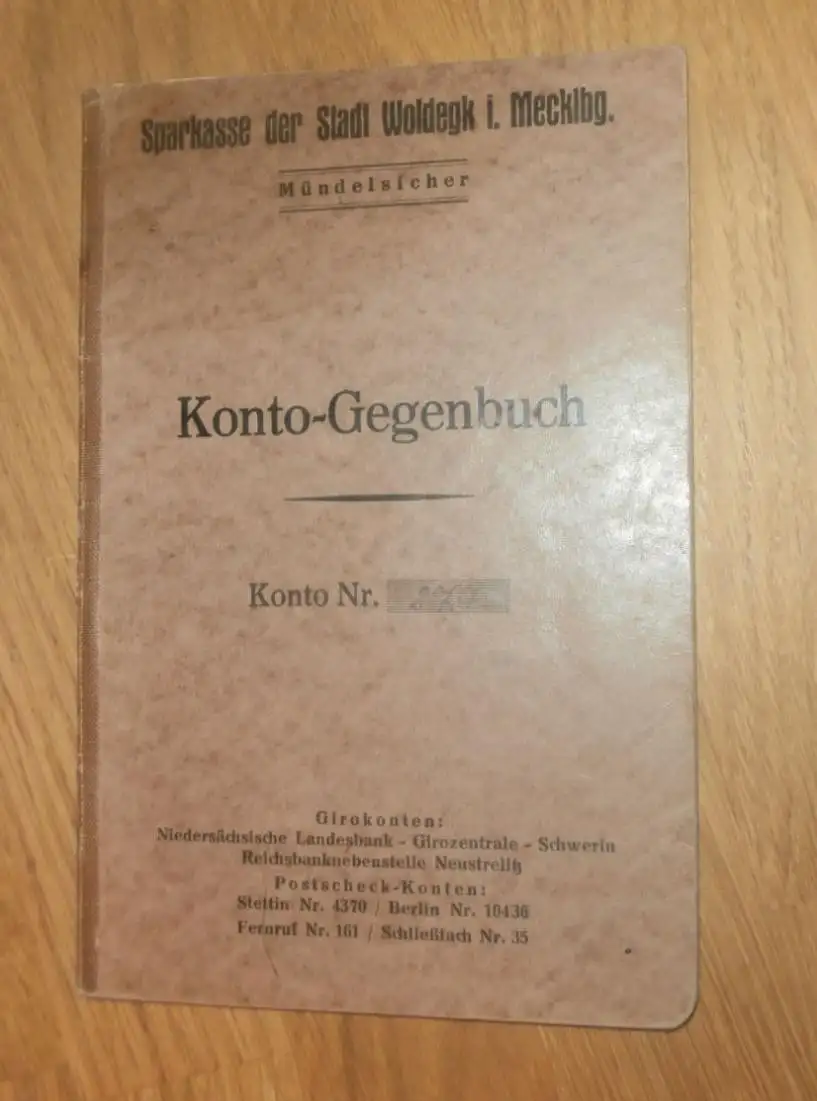 Sparkasse der Stadt Woldegk i. Mecklbg.
Mündelsicher
Konto-Gegenbuch
Konto Nr.
Girokonten:
Niedersächsische Landesbank - Girozentrale - Schwerin
Reichsbanknebenstelle Neustrelitz
Postscheck-Konten:
Stettin Nr. 4370 / Berlin Nr. 10436
Fernruf Nr. 161 / Schließfach Nr. 35